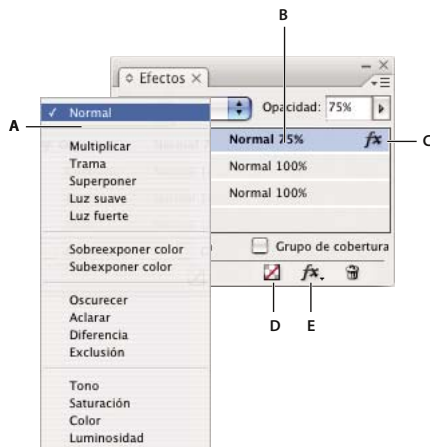 B
Efectos
Opacidad: 75%
✓ Normal
A
Normal 75%
fx
C
Multiplicar
Normal 100%
Trama
Superponer
Normal 100%
Luz suave
Luz fuerte
Sobreexponer color
Grupo de cobertura
Subexponer color
fx.
D
E
Oscurecer
Aclarar
Diferencia
Exclusión
Tono
Saturación
Color
Luminosidad